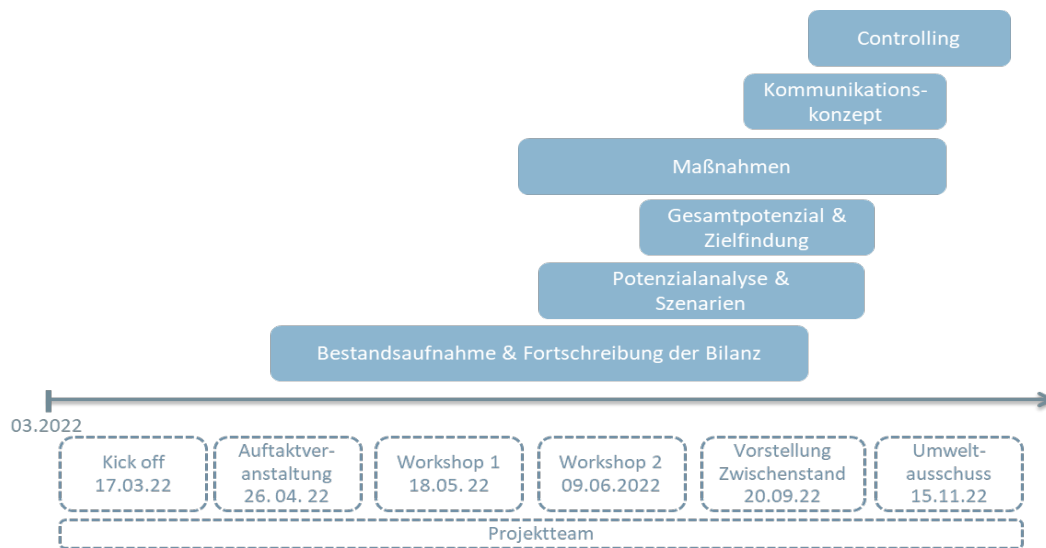 Controlling
Kommunikations-
konzept
Maßnahmen
Gesamtpotenzial &
Zielfindung
Potenzialanalyse &
Szenarien
Bestandsaufnahme & Fortschreibung der Bilanz
03.2022
Kick off
17.03.22
Auftaktver-
anstaltung
26. 04. 22
Workshop 1
18.05. 22
Workshop 2
09.06.2022
Vorstellung
Zwischenstand
20.09.22
Umwelt-
ausschuss
15.11.22
Projektteam